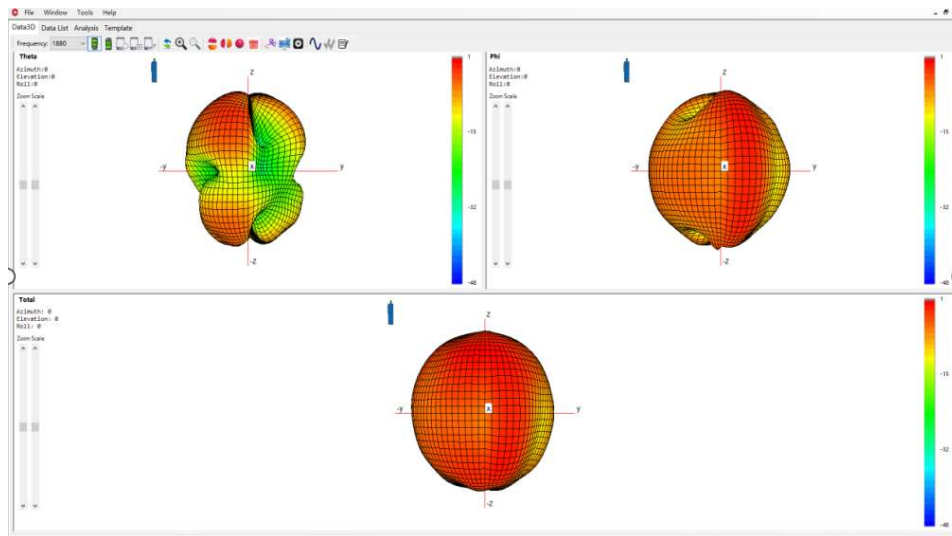 File Window Tools Help
Data3D Data List Analysis Template
Frequency: 1880
Theta
Azimuth:0
Elevation:0
Roll:0
Zoom Scale
Z
-y
x
y
-Z
1
-15
-32
-48
Phi
Azimuth:0
Elevation:0
Roll:0
Zoom Scale
Z
-y
x
y
-Z
1
-15
-32
-48
Total
Azimuth: 0
Elevation: 0
Roll: 0
Zoom Scale
Z
-y
x
y
-Z
1
-15
-32
-48